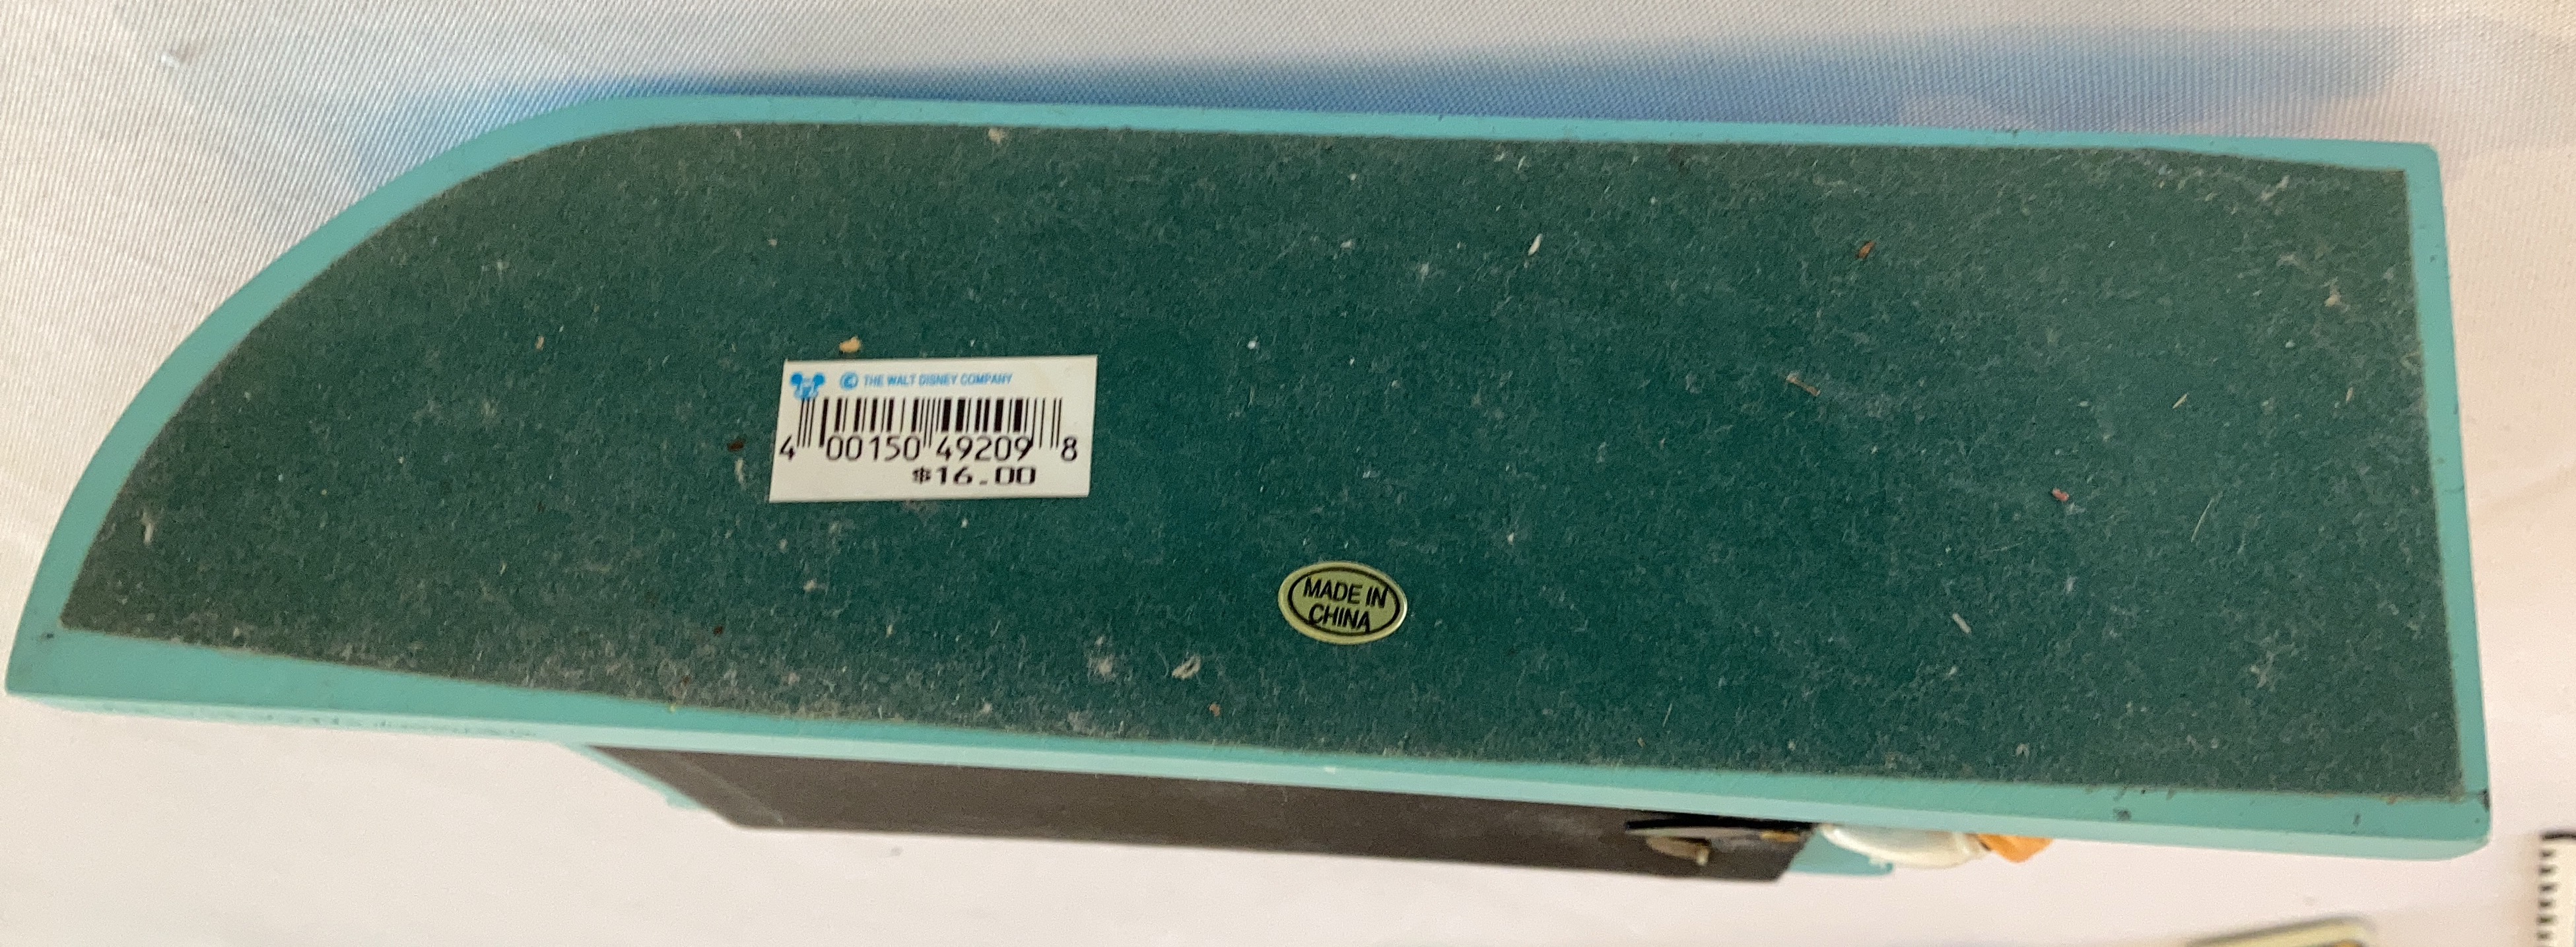 © THE WALT DISNEY COMPANY
4 00150 49209 8
$16.00
MADE IN
CHINA